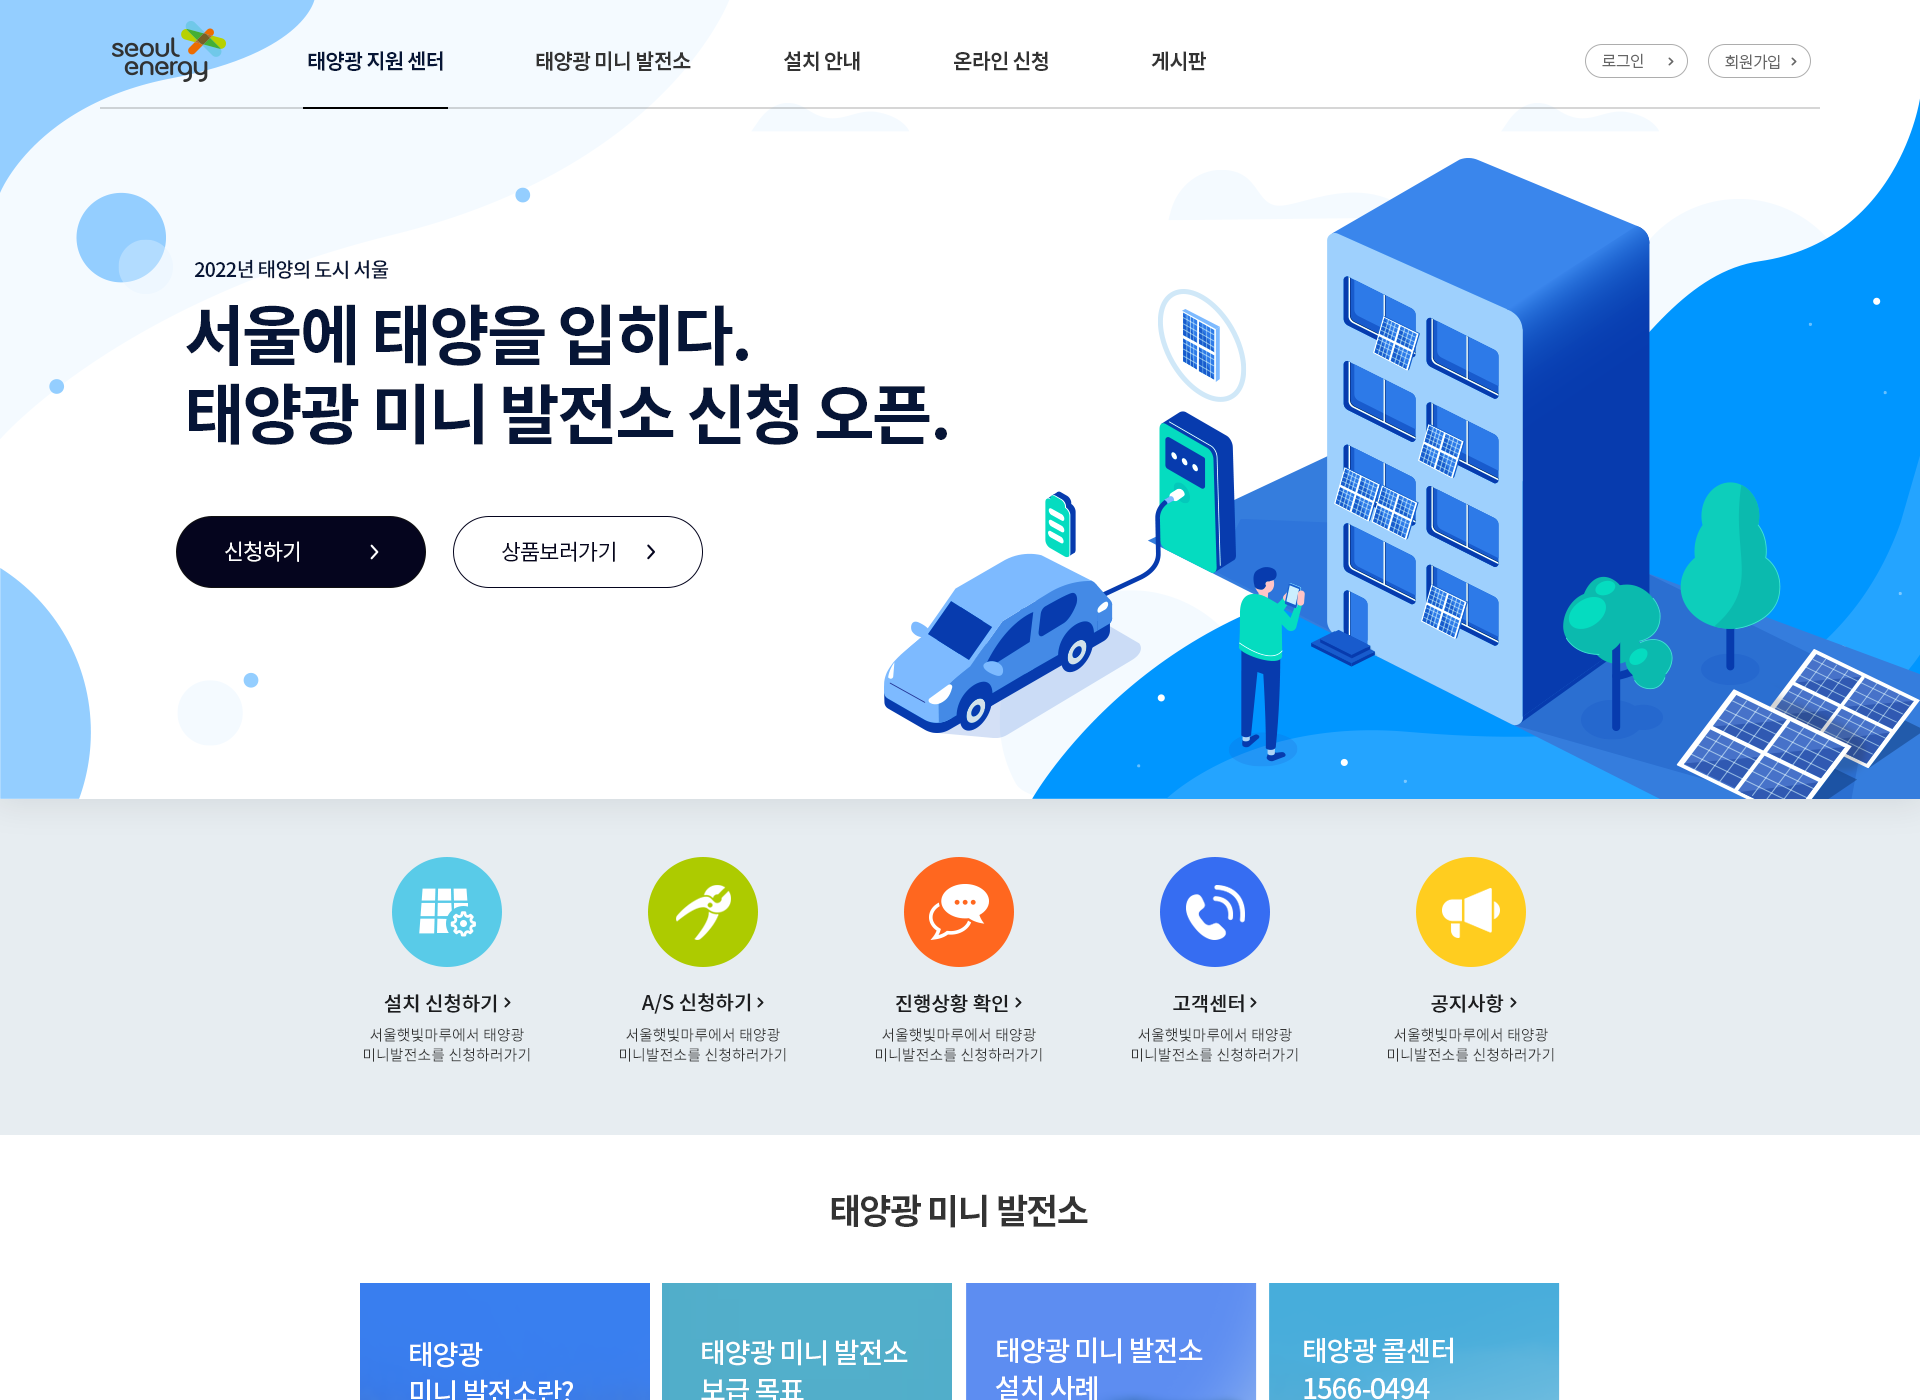 seoul
energy
태양광 지원 센터
태양광 미니 발전소
설치 안내
온라인 신청
게시판
로그인
회원가입
2022년 태양의 도시 서울
서울에 태양을 입히다.
태양광 미니 발전소 신청 오픈.
신청하기
상품보러가기
설치 신청하기
서울햇빛마루에서 태양광
미니발전소를 신청하러가기
A/S 신청하기
서울햇빛마루에서 태양광
미니발전소를 신청하러가기
진행상황 확인
서울햇빛마루에서 태양광
미니발전소를 신청하러가기
고객센터
서울햇빛마루에서 태양광
미니발전소를 신청하러가기
공지사항
서울햇빛마루에서 태양광
미니발전소를 신청하러가기
태양광 미니 발전소
태양광
미니 발전소란?
태양광 미니 발전소
보급 목표
태양광 미니 발전소
설치 사례
태양광 콜센터
1566-0494